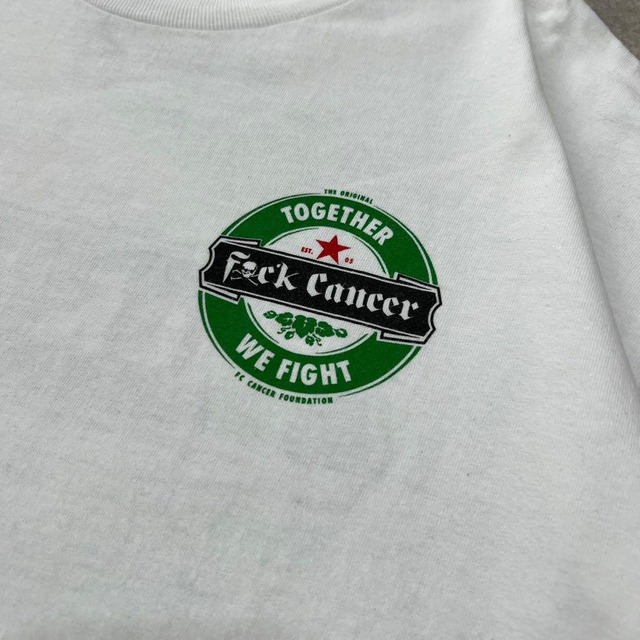 THE ORIGINAL
TOGETHER
EST. 05
F☠ck Cancer
WE FIGHT
FC CANCER FOUNDATION